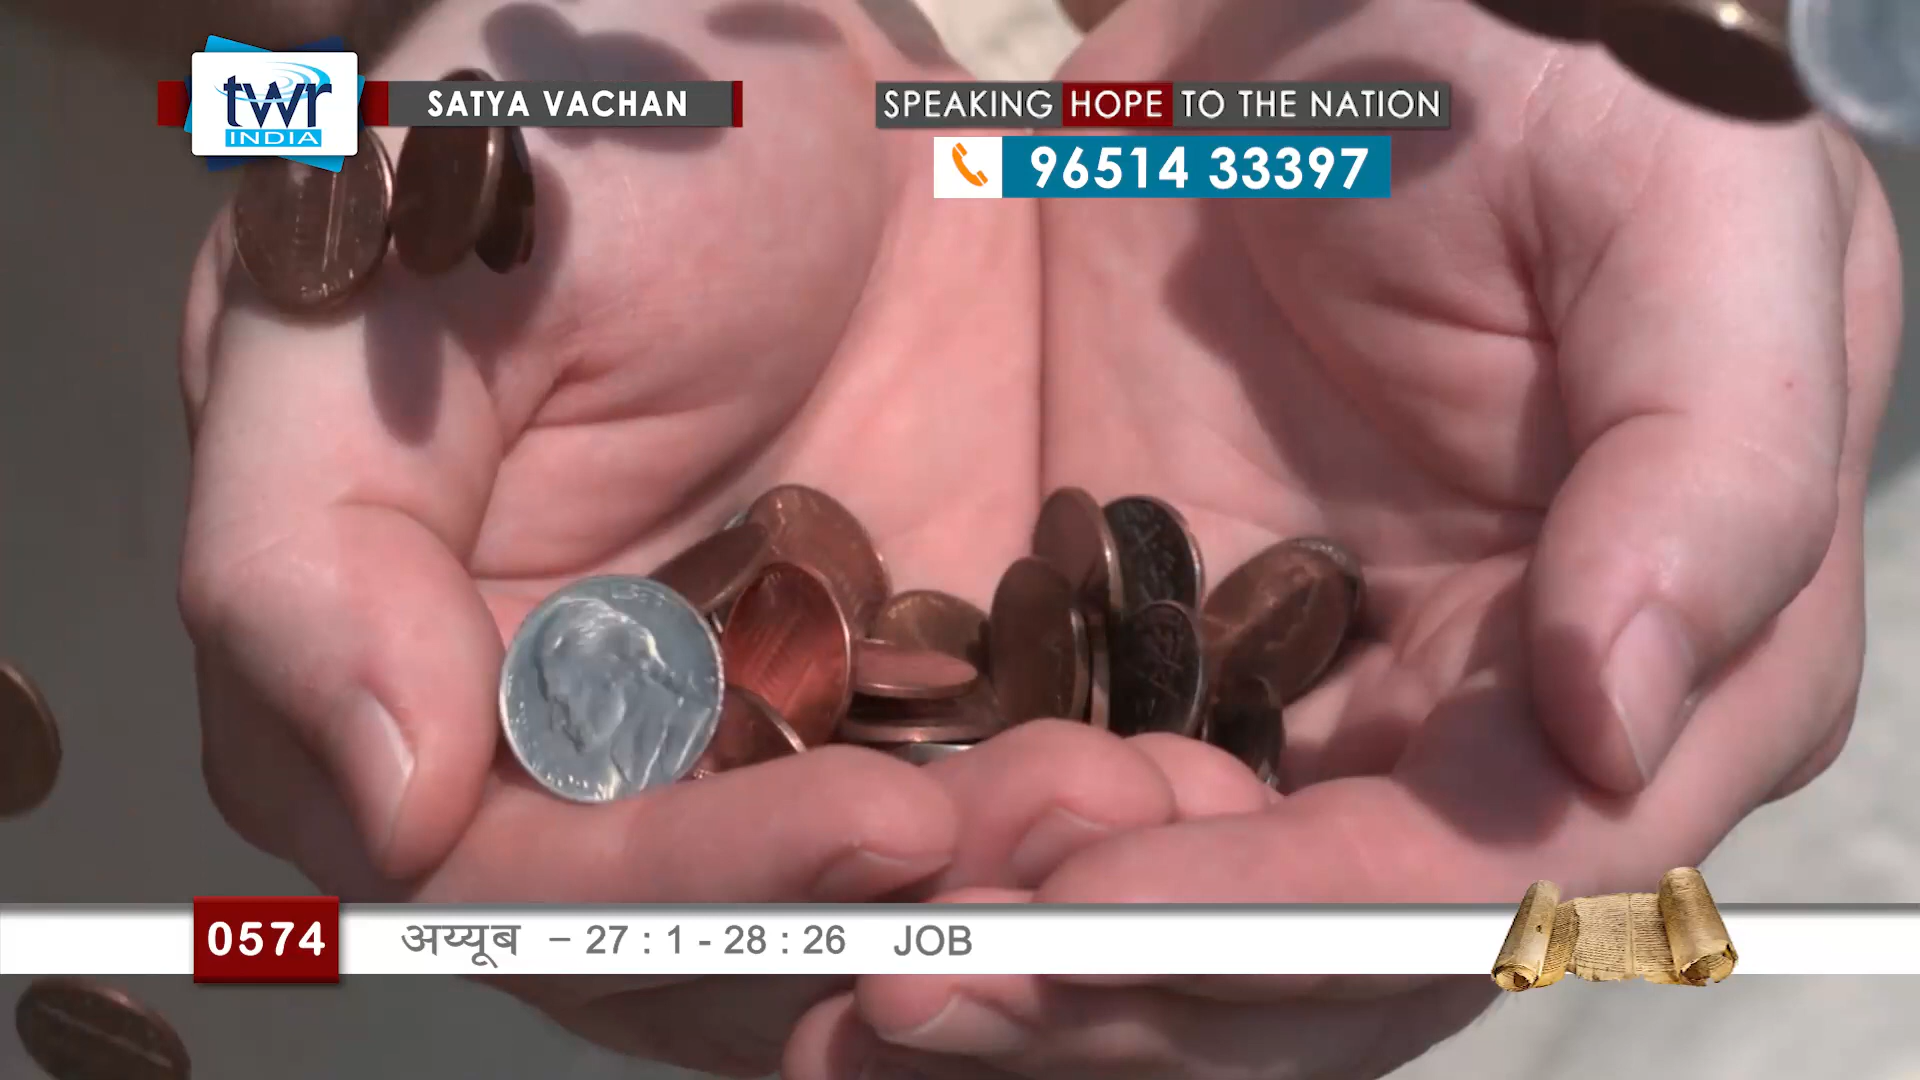 twr
INDIA
SATYA VACHAN
SPEAKING HOPE TO THE NATION
96514 33397
0574
अय्यूब – 27 : 1 - 28 : 26 JOB